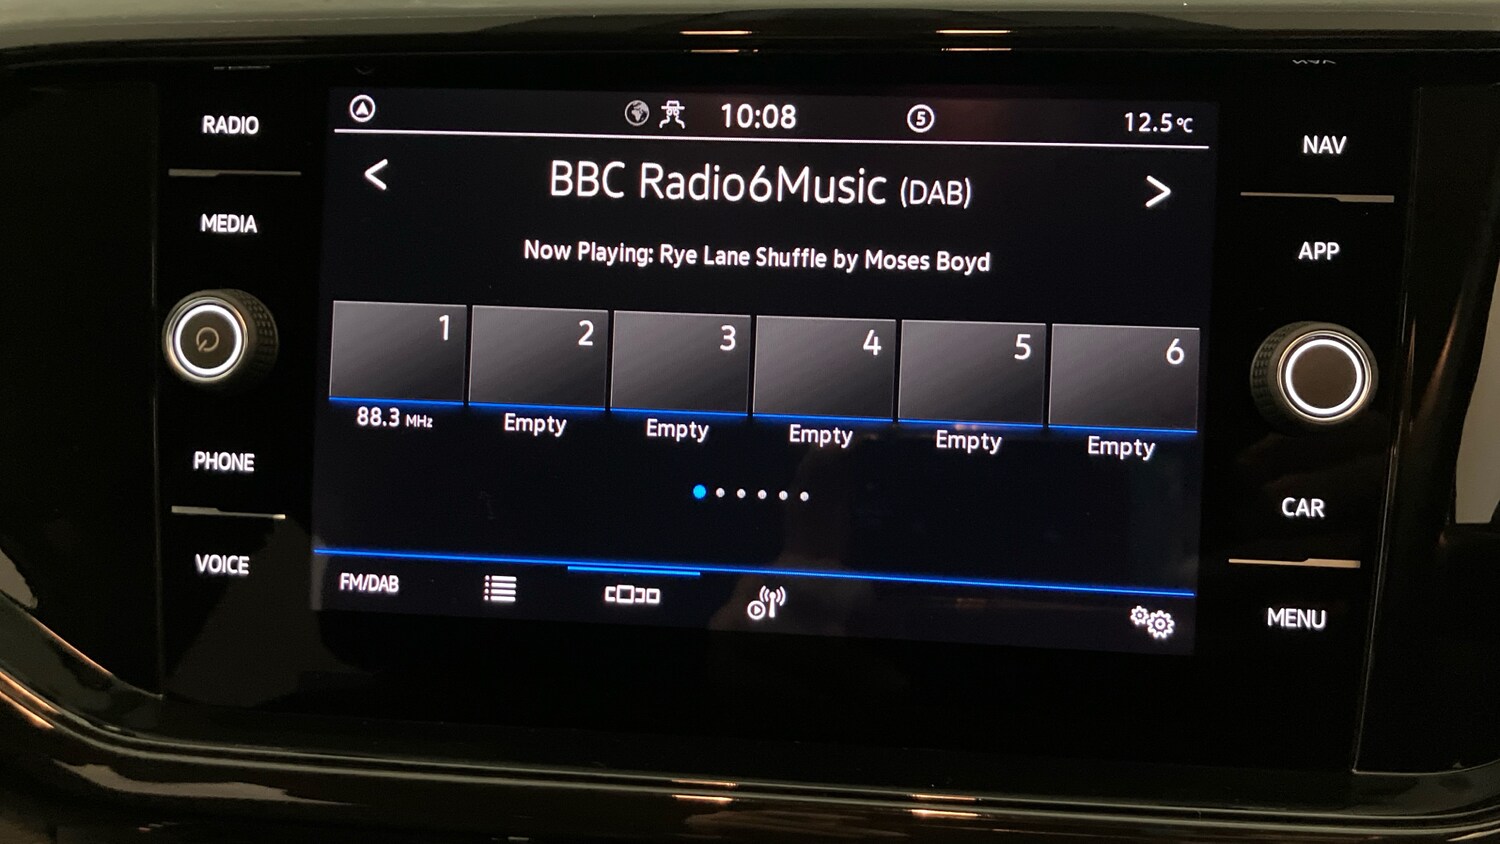 RADIO
MEDIA
PHONE
VOICE
10:08
5
12.5°C
< BBC Radio6Music (DAB) >
Now Playing: Rye Lane Shuffle by Moses Boyd
1 2 3 4 5 6
88.3 MHz Empty Empty Empty Empty Empty
FM/DAB
NAV
APP
CAR
MENU